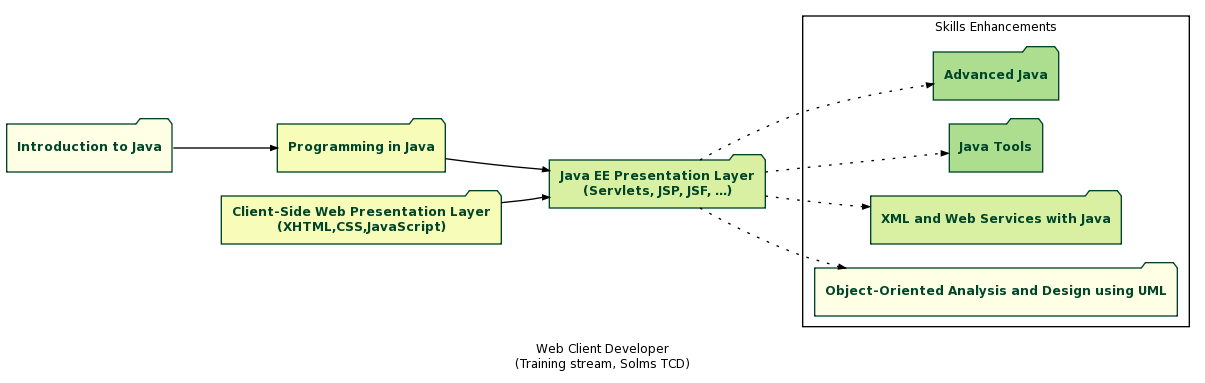 Skills Enhancements
Advanced Java
Introduction to Java
Programming in Java
Java Tools
Java EE Presentation Layer
(Servlets, JSP, JSF, ...)
Client-Side Web Presentation Layer
(XHTML,CSS,JavaScript)
XML and Web Services with Java
Object-Oriented Analysis and Design using UML
Web Client Developer
(Training stream, Solms TCD)